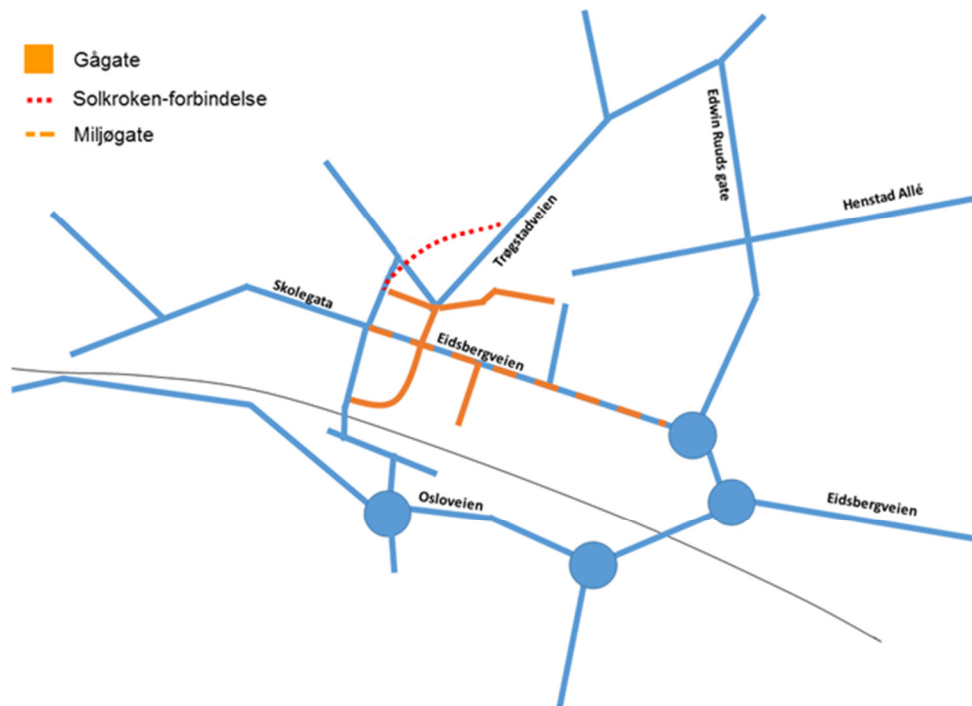 Gågate
Solkroken-forbindelse
Miljøgate
Edwin Ruuds gate
Henstad Allé
Trøgstadveien
Skolegata
Eidsbergveien
Osloveien
Eidsbergveien